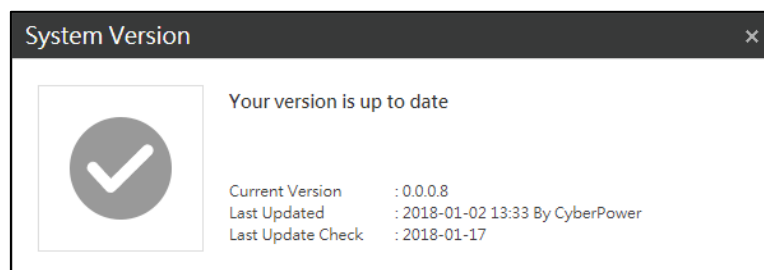 System Version
×
Your version is up to date
Current Version : 0.0.0.8
Last Updated : 2018-01-02 13:33 By CyberPower
Last Update Check : 2018-01-17